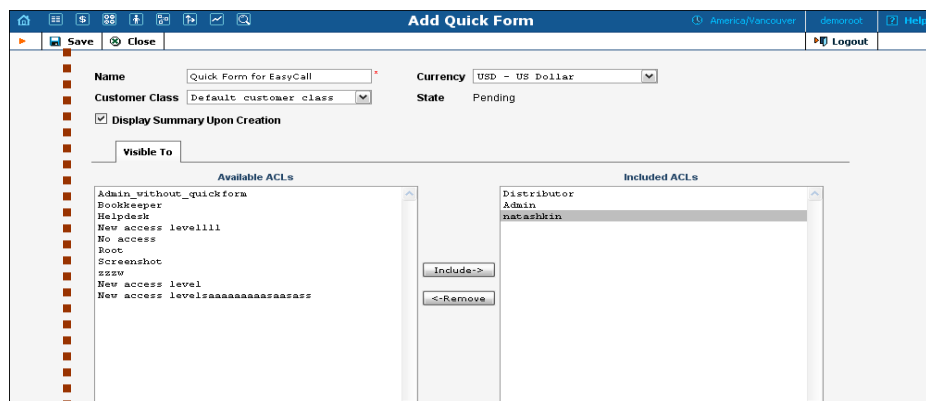 Add Quick Form
America/Vancouver
demoroot
Help
Save
Close
Logout
Name
Quick Form for EasyCall
*
Currency
USD - US Dollar
Customer Class
Default customer class
State
Pending
Display Summary Upon Creation
Visible To
Available ACLs
Included ACLs
Admin_without_quickform
Bookkeeper
Helpdesk
New access levellll
No access
Root
Screenshot
zzzw
New access level
New access levelsaaaaaaaaasaasass
Include->
<-Remove
Distributor
Admin
natashkin